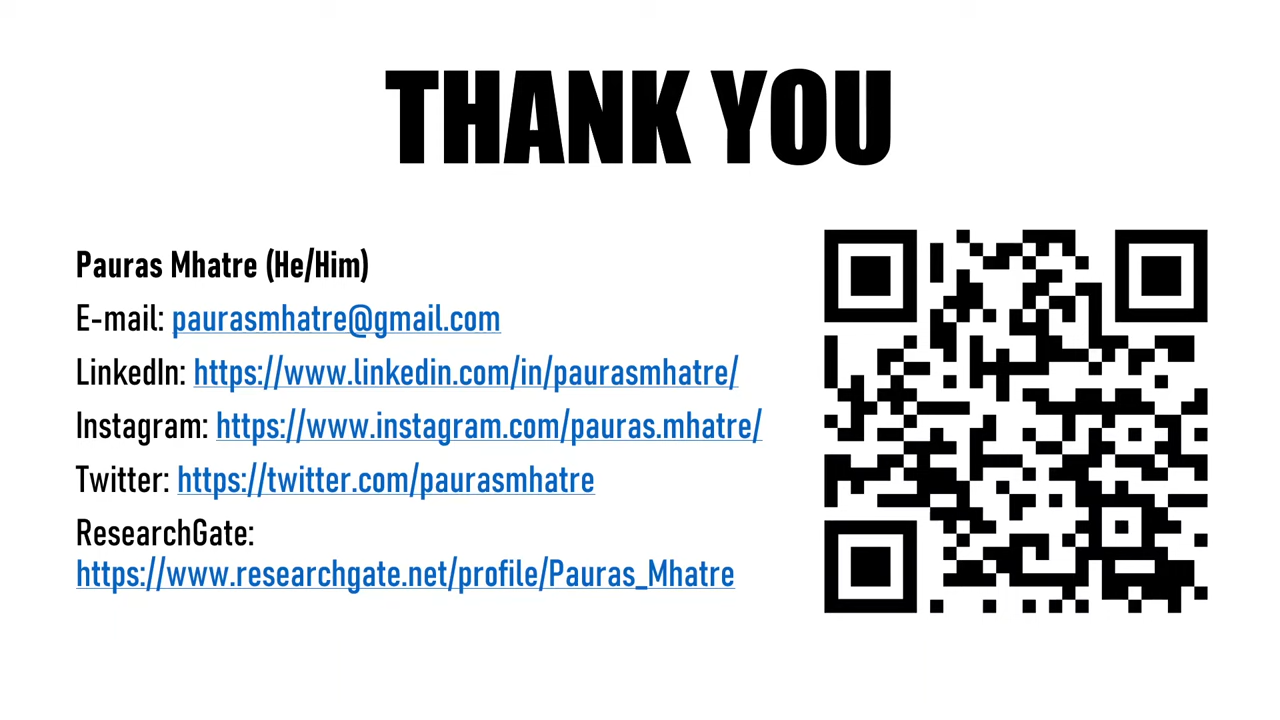 THANK YOU
Pauras Mhatre (He/Him)
E-mail: paurasmhatre@gmail.com
LinkedIn: https://www.linkedin.com/in/paurasmhatre/
Instagram: https://www.instagram.com/pauras.mhatre/
Twitter: https://twitter.com/paurasmhatre
ResearchGate:
https://www.researchgate.net/profile/Pauras_Mhatre